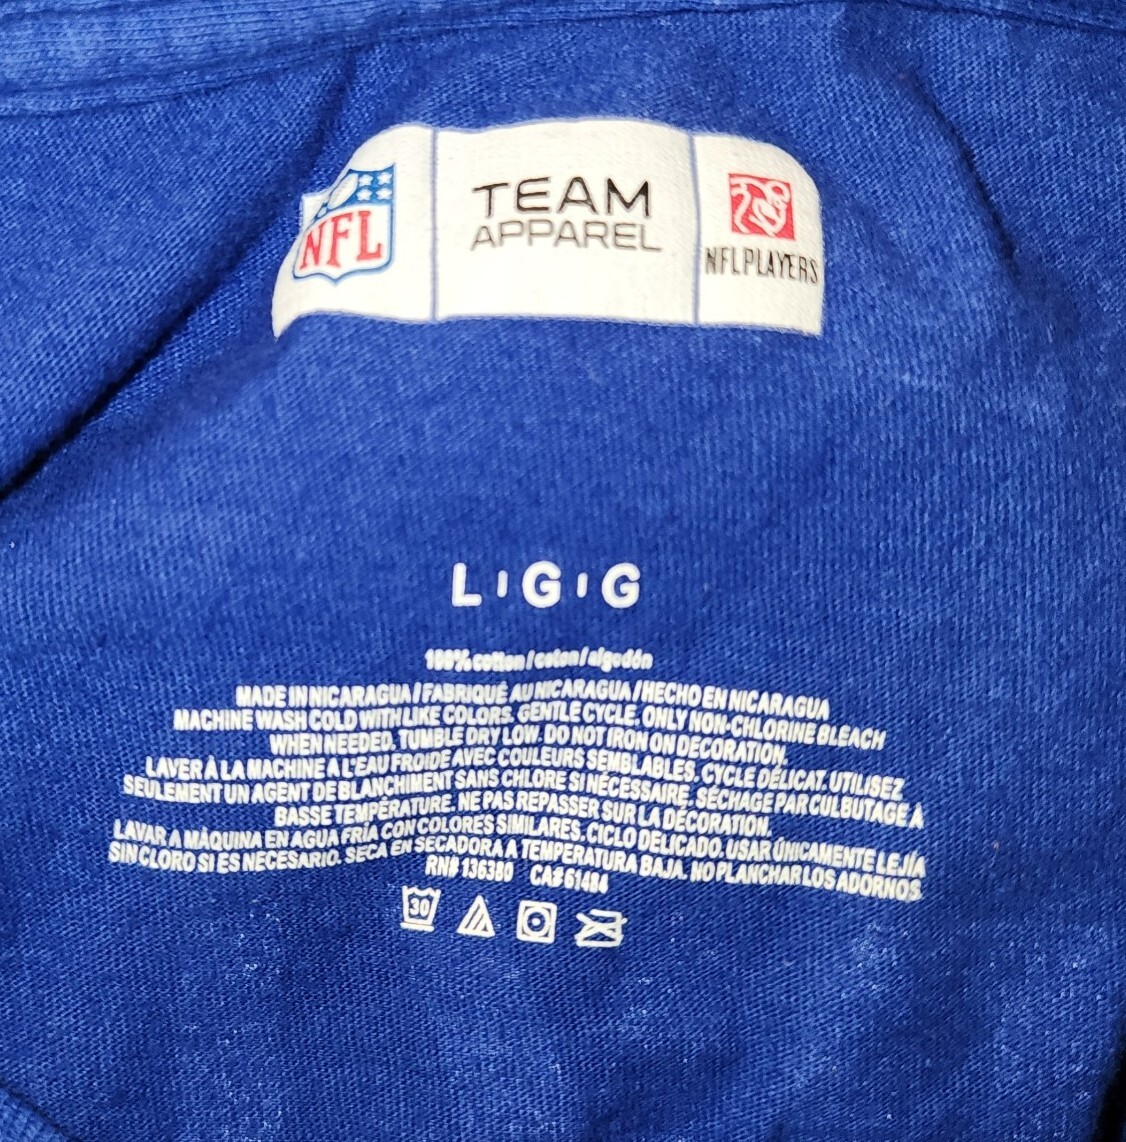 NFL
TEAM
APPAREL
NFLPLAYERS
L | G | G
100% cotton / coton / algodón
MADE IN NICARAGUA / FABRIQUÉ AU NICARAGUA / HECHO EN NICARAGUA
MACHINE WASH COLD WITH LIKE COLORS. GENTLE CYCLE. ONLY NON-CHLORINE BLEACH
WHEN NEEDED. TUMBLE DRY LOW. DO NOT IRON ON DECORATION.
LAVER À LA MACHINE A L'EAU FROIDE AVEC COULEURS SEMBLABLES. CYCLE DÉLICAT. UTILISEZ
SEULEMENT UN AGENT DE BLANCHIMENT SANS CHLORE SI NÉCESSAIRE. SÉCHAGE PAR CULBUTAGE À
BASSE TEMPÉRATURE. NE PAS REPASSER SUR LA DÉCORATION.
LAVAR A MÁQUINA EN AGUA FRÍA CON COLORES SIMILARES. CICLO DELICADO. USAR ÚNICAMENTE LEJÍA
SIN CLORO SI ES NECESARIO. SECA EN SECADORA A TEMPERATURA BAJA. NO PLANCHAR LOS ADORNOS.
RN# 136380 CA# 61484
30